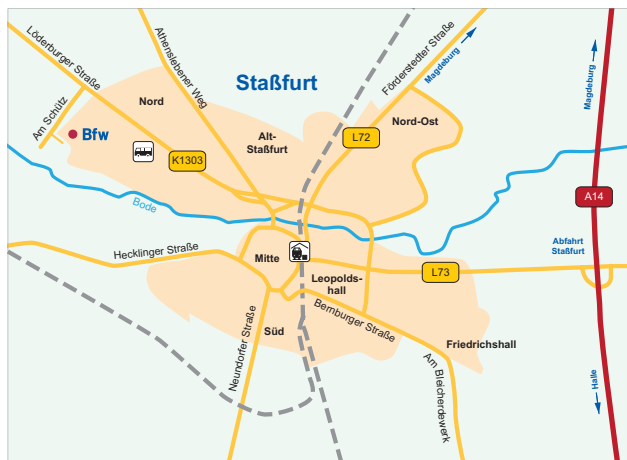 Staßfurt
Löderburger Straße
Athenslebener Weg
Förderstedter Straße
Magdeburg
Magdeburg
Nord
Am Schütz
Bfw
Alt-
Staßfurt
Nord-Ost
L72
K1303
A14
Bode
Hecklinger Straße
Mitte
Abfahrt
Staßfurt
Leopolds-
hall
L73
Neundorfer Straße
Süd
Bernburger Straße
Friedrichshall
Am Bleicherdewerk
Halle